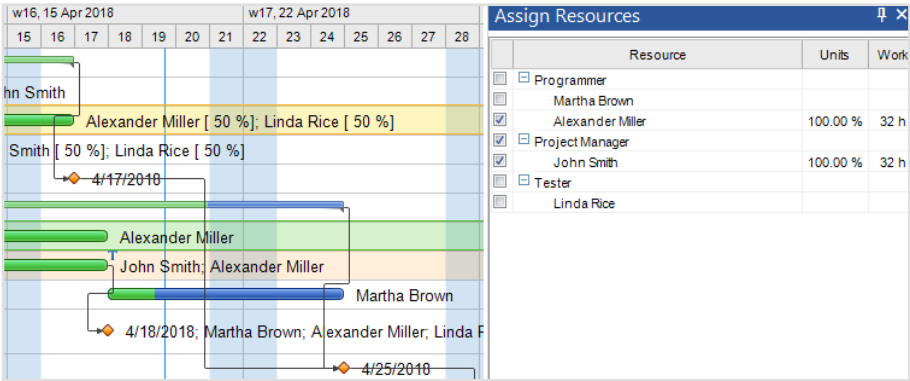 w16, 15 Apr 2018
w17, 22 Apr 2018
15 16 17 18 19 20 21 22 23 24 25 26 27 28
hn Smith
Alexander Miller [ 50 %]; Linda Rice [ 50 %]
Smith [ 50 %]; Linda Rice [ 50 %]
4/17/2018
Alexander Miller
T
John Smith; Alexander Miller
Martha Brown
4/18/2018; Martha Brown; Alexander Miller; Linda R
4/25/2018
Assign Resources
Resource Units Work
Programmer
Martha Brown
Alexander Miller 100.00 % 32 h
Project Manager
John Smith 100.00 % 32 h
Tester
Linda Rice